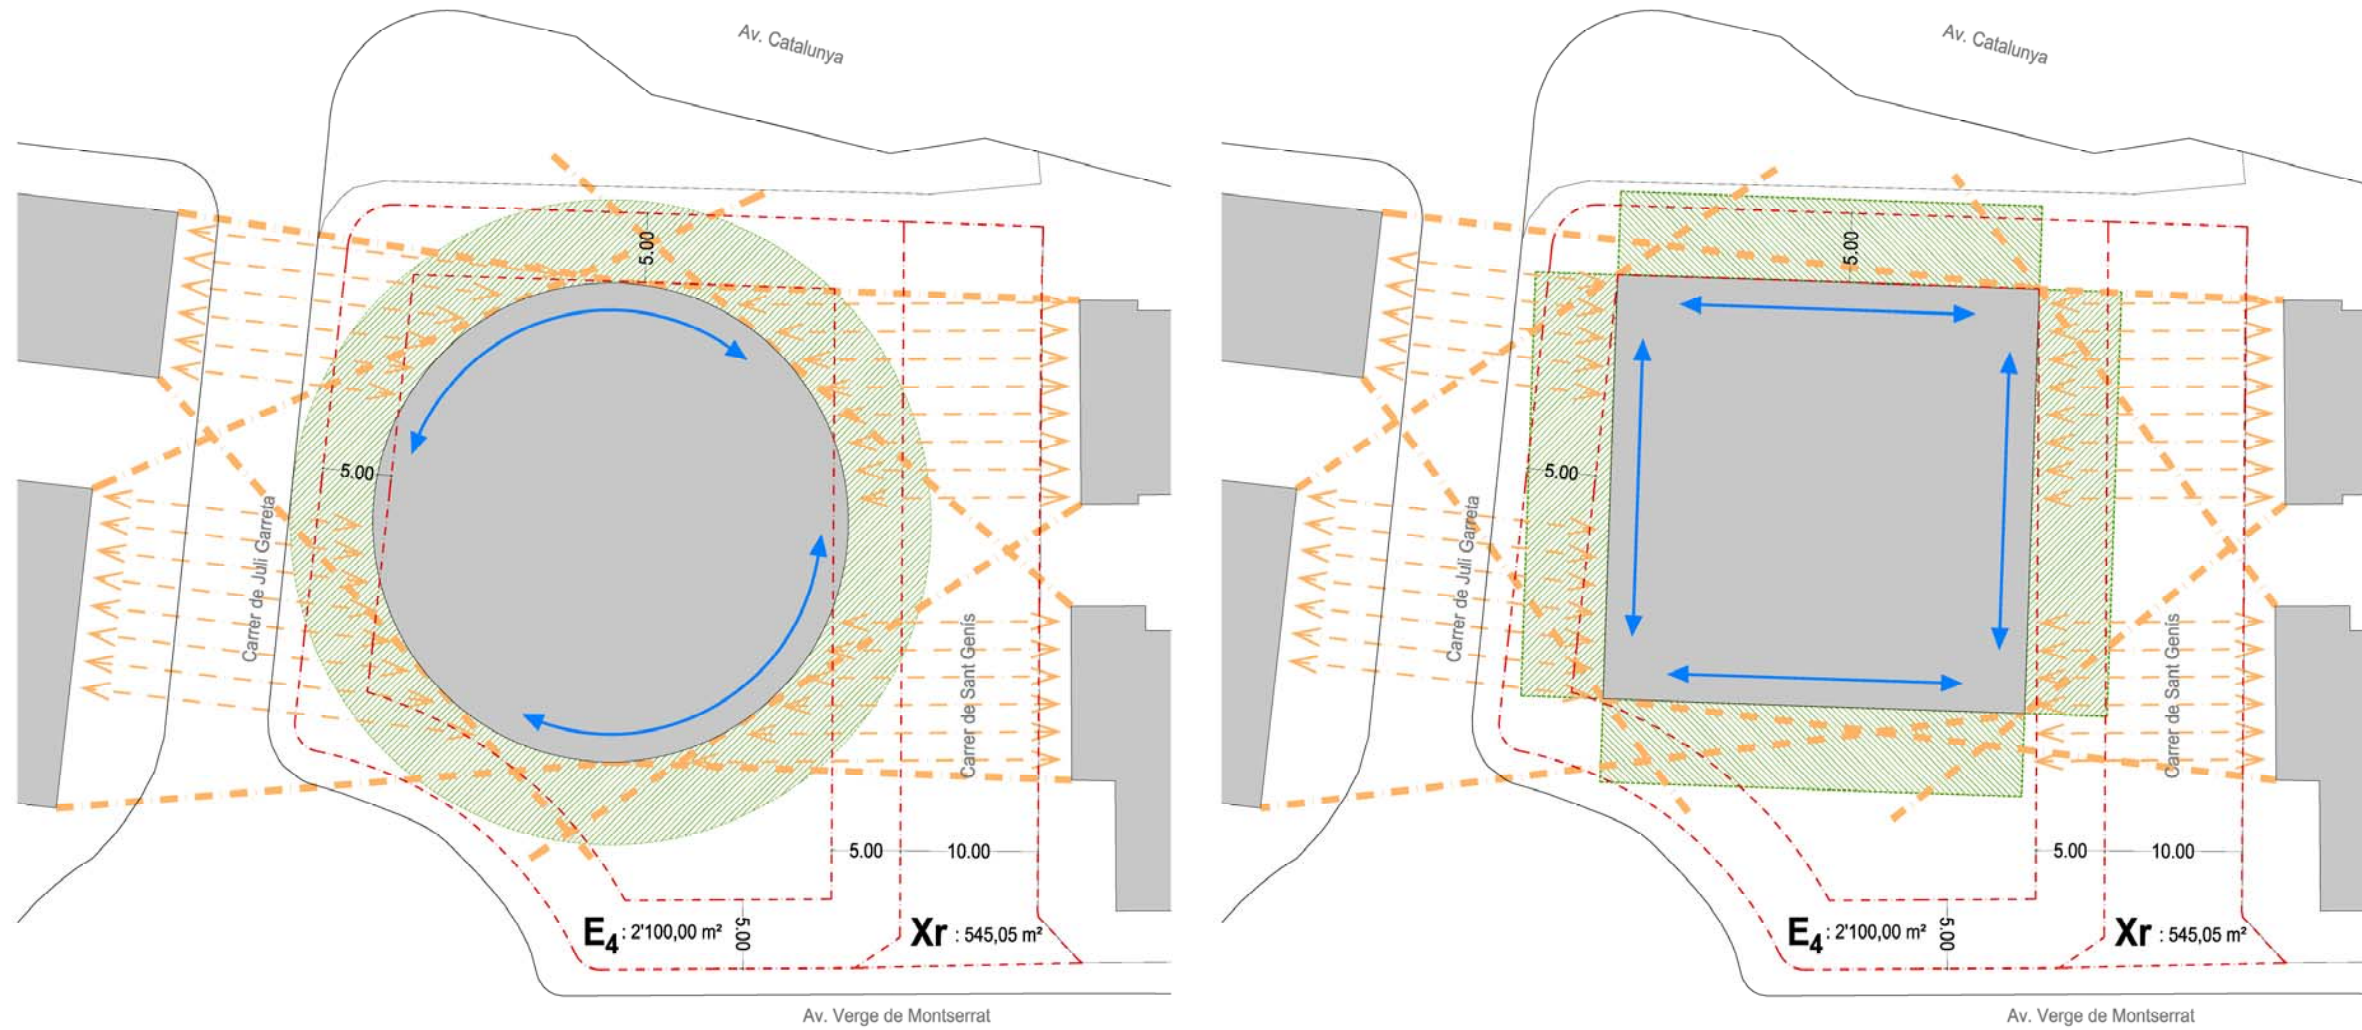 Av. Catalunya
5.00
5.00
Carrer de Juli Garreta
Carrer de Sant Genís
5.00
10.00
E4 : 2'100,00 m²
5.00
Xr : 545,05 m²
Av. Verge de Montserrat
Av. Catalunya
5.00
5.00
Carrer de Juli Garreta
Carrer de Sant Genís
5.00
10.00
E4 : 2'100,00 m²
5.00
Xr : 545,05 m²
Av. Verge de Montserrat